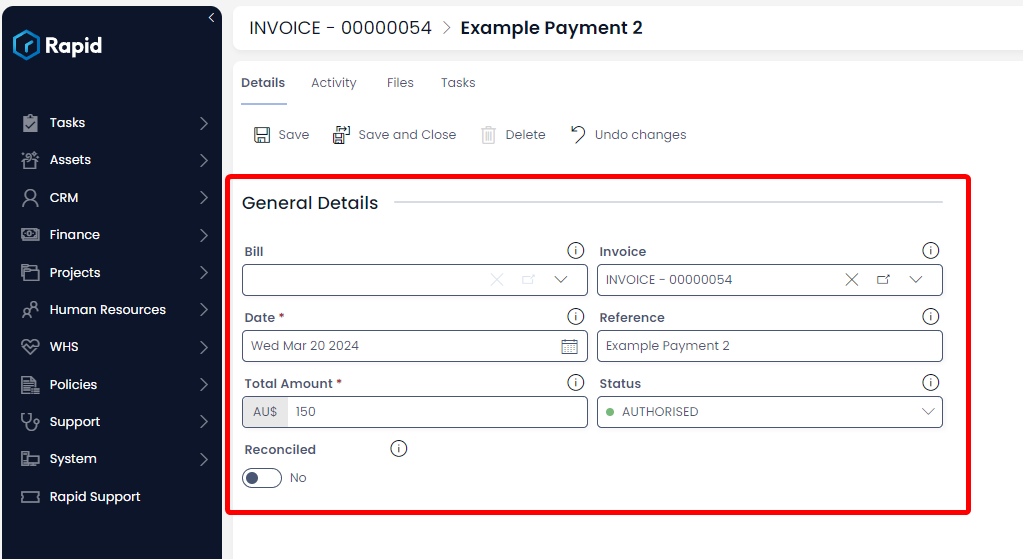 Rapid
Tasks
Assets
CRM
Finance
Projects
Human Resources
WHS
Policies
Support
System
Rapid Support
INVOICE - 00000054 > Example Payment 2
Details Activity Files Tasks
Save Save and Close Delete Undo changes
General Details
Bill Invoice
INVOICE - 00000054
Date * Reference
Wed Mar 20 2024 Example Payment 2
Total Amount * Status
AU$ 150 AUTHORISED
Reconciled
No